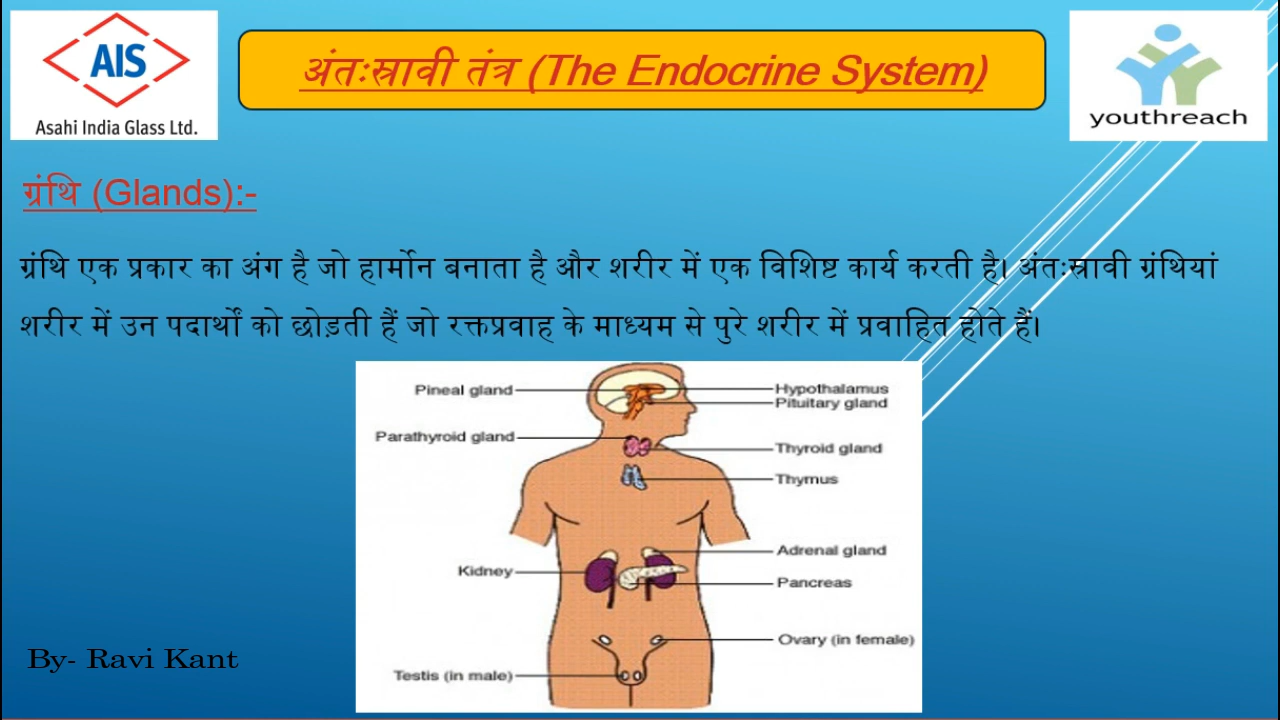 AIS
Asahi India Glass Ltd.
अंतःस्रावी तंत्र (The Endocrine System)
youthreach
ग्रंथि (Glands):-
ग्रंथि एक प्रकार का अंग है जो हार्मोन बनाता है और शरीर में एक विशिष्ट कार्य करती है। अंतःस्रावी ग्रंथियां
शरीर में उन पदार्थों को छोड़ती हैं जो रक्तप्रवाह के माध्यम से पुरे शरीर में प्रवाहित होते हैं।
Pineal gland
Hypothalamus
Pituitary gland
Parathyroid gland
Thyroid gland
Thymus
Adrenal gland
Kidney
Pancreas
Ovary (in female)
Testis (in male)
By- Ravi Kant